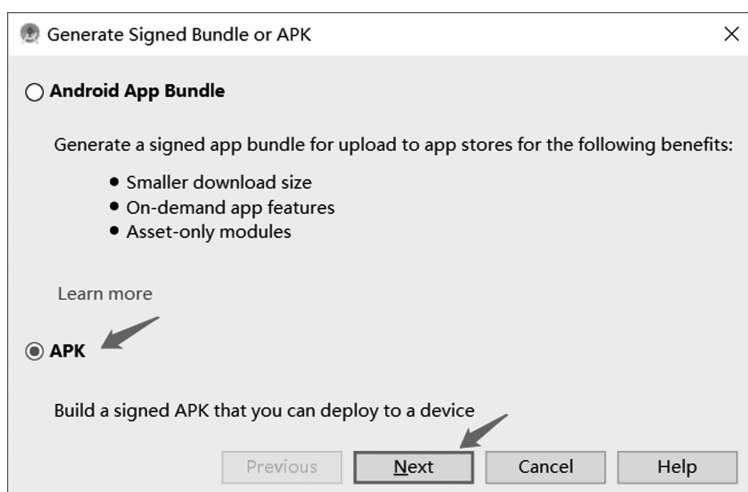 Generate Signed Bundle or APK
Android App Bundle
Generate a signed app bundle for upload to app stores for the following benefits:
Smaller download size
On-demand app features
Asset-only modules
Learn more
APK
Build a signed APK that you can deploy to a device
Previous Next Cancel Help